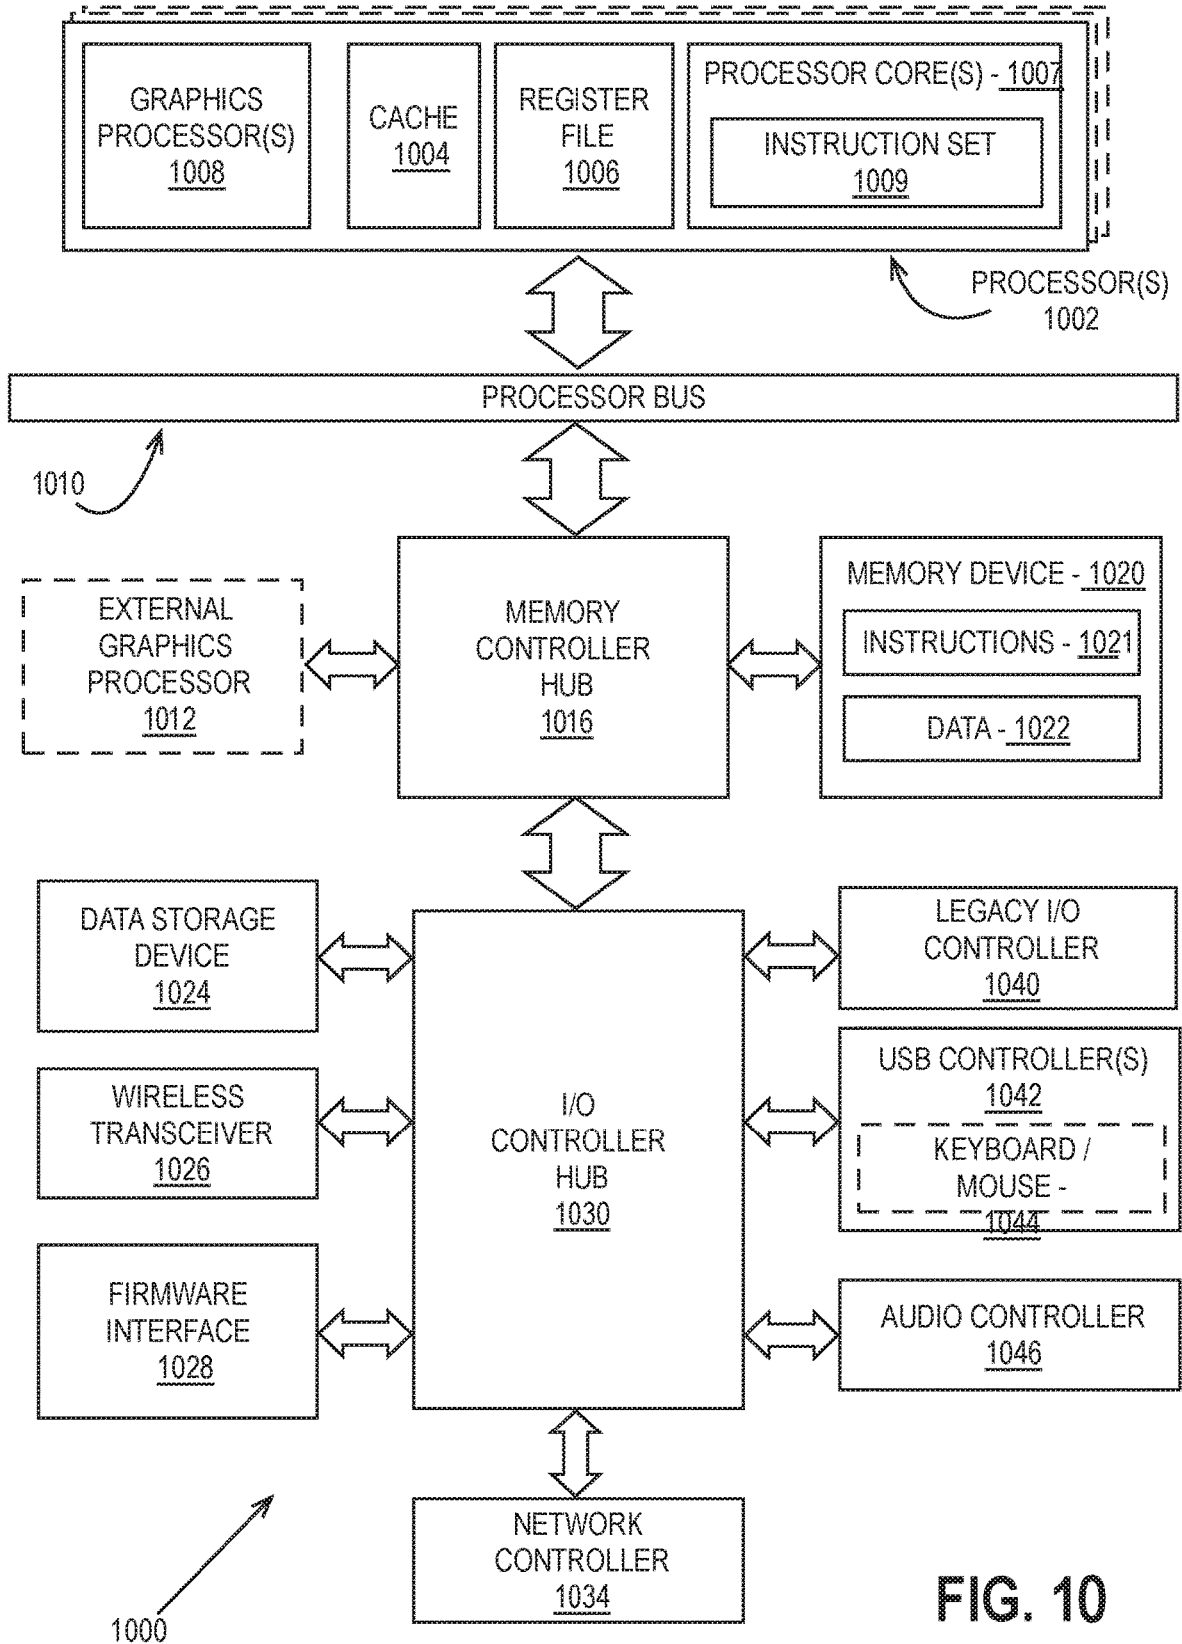 GRAPHICS
PROCESSOR(S)
1008
CACHE
1004
REGISTER
FILE
1006
PROCESSOR CORE(S) - 1007
INSTRUCTION SET
1009
PROCESSOR(S)
1002
PROCESSOR BUS
1010
EXTERNAL
GRAPHICS
PROCESSOR
1012
MEMORY
CONTROLLER
HUB
1016
MEMORY DEVICE - 1020
INSTRUCTIONS - 1021
DATA - 1022
DATA STORAGE
DEVICE
1024
WIRELESS
TRANSCEIVER
1026
FIRMWARE
INTERFACE
1028
I/O
CONTROLLER
HUB
1030
LEGACY I/O
CONTROLLER
1040
USB CONTROLLER(S)
1042
KEYBOARD /
MOUSE -
1044
AUDIO CONTROLLER
1046
NETWORK
CONTROLLER
1034
1000
FIG. 10